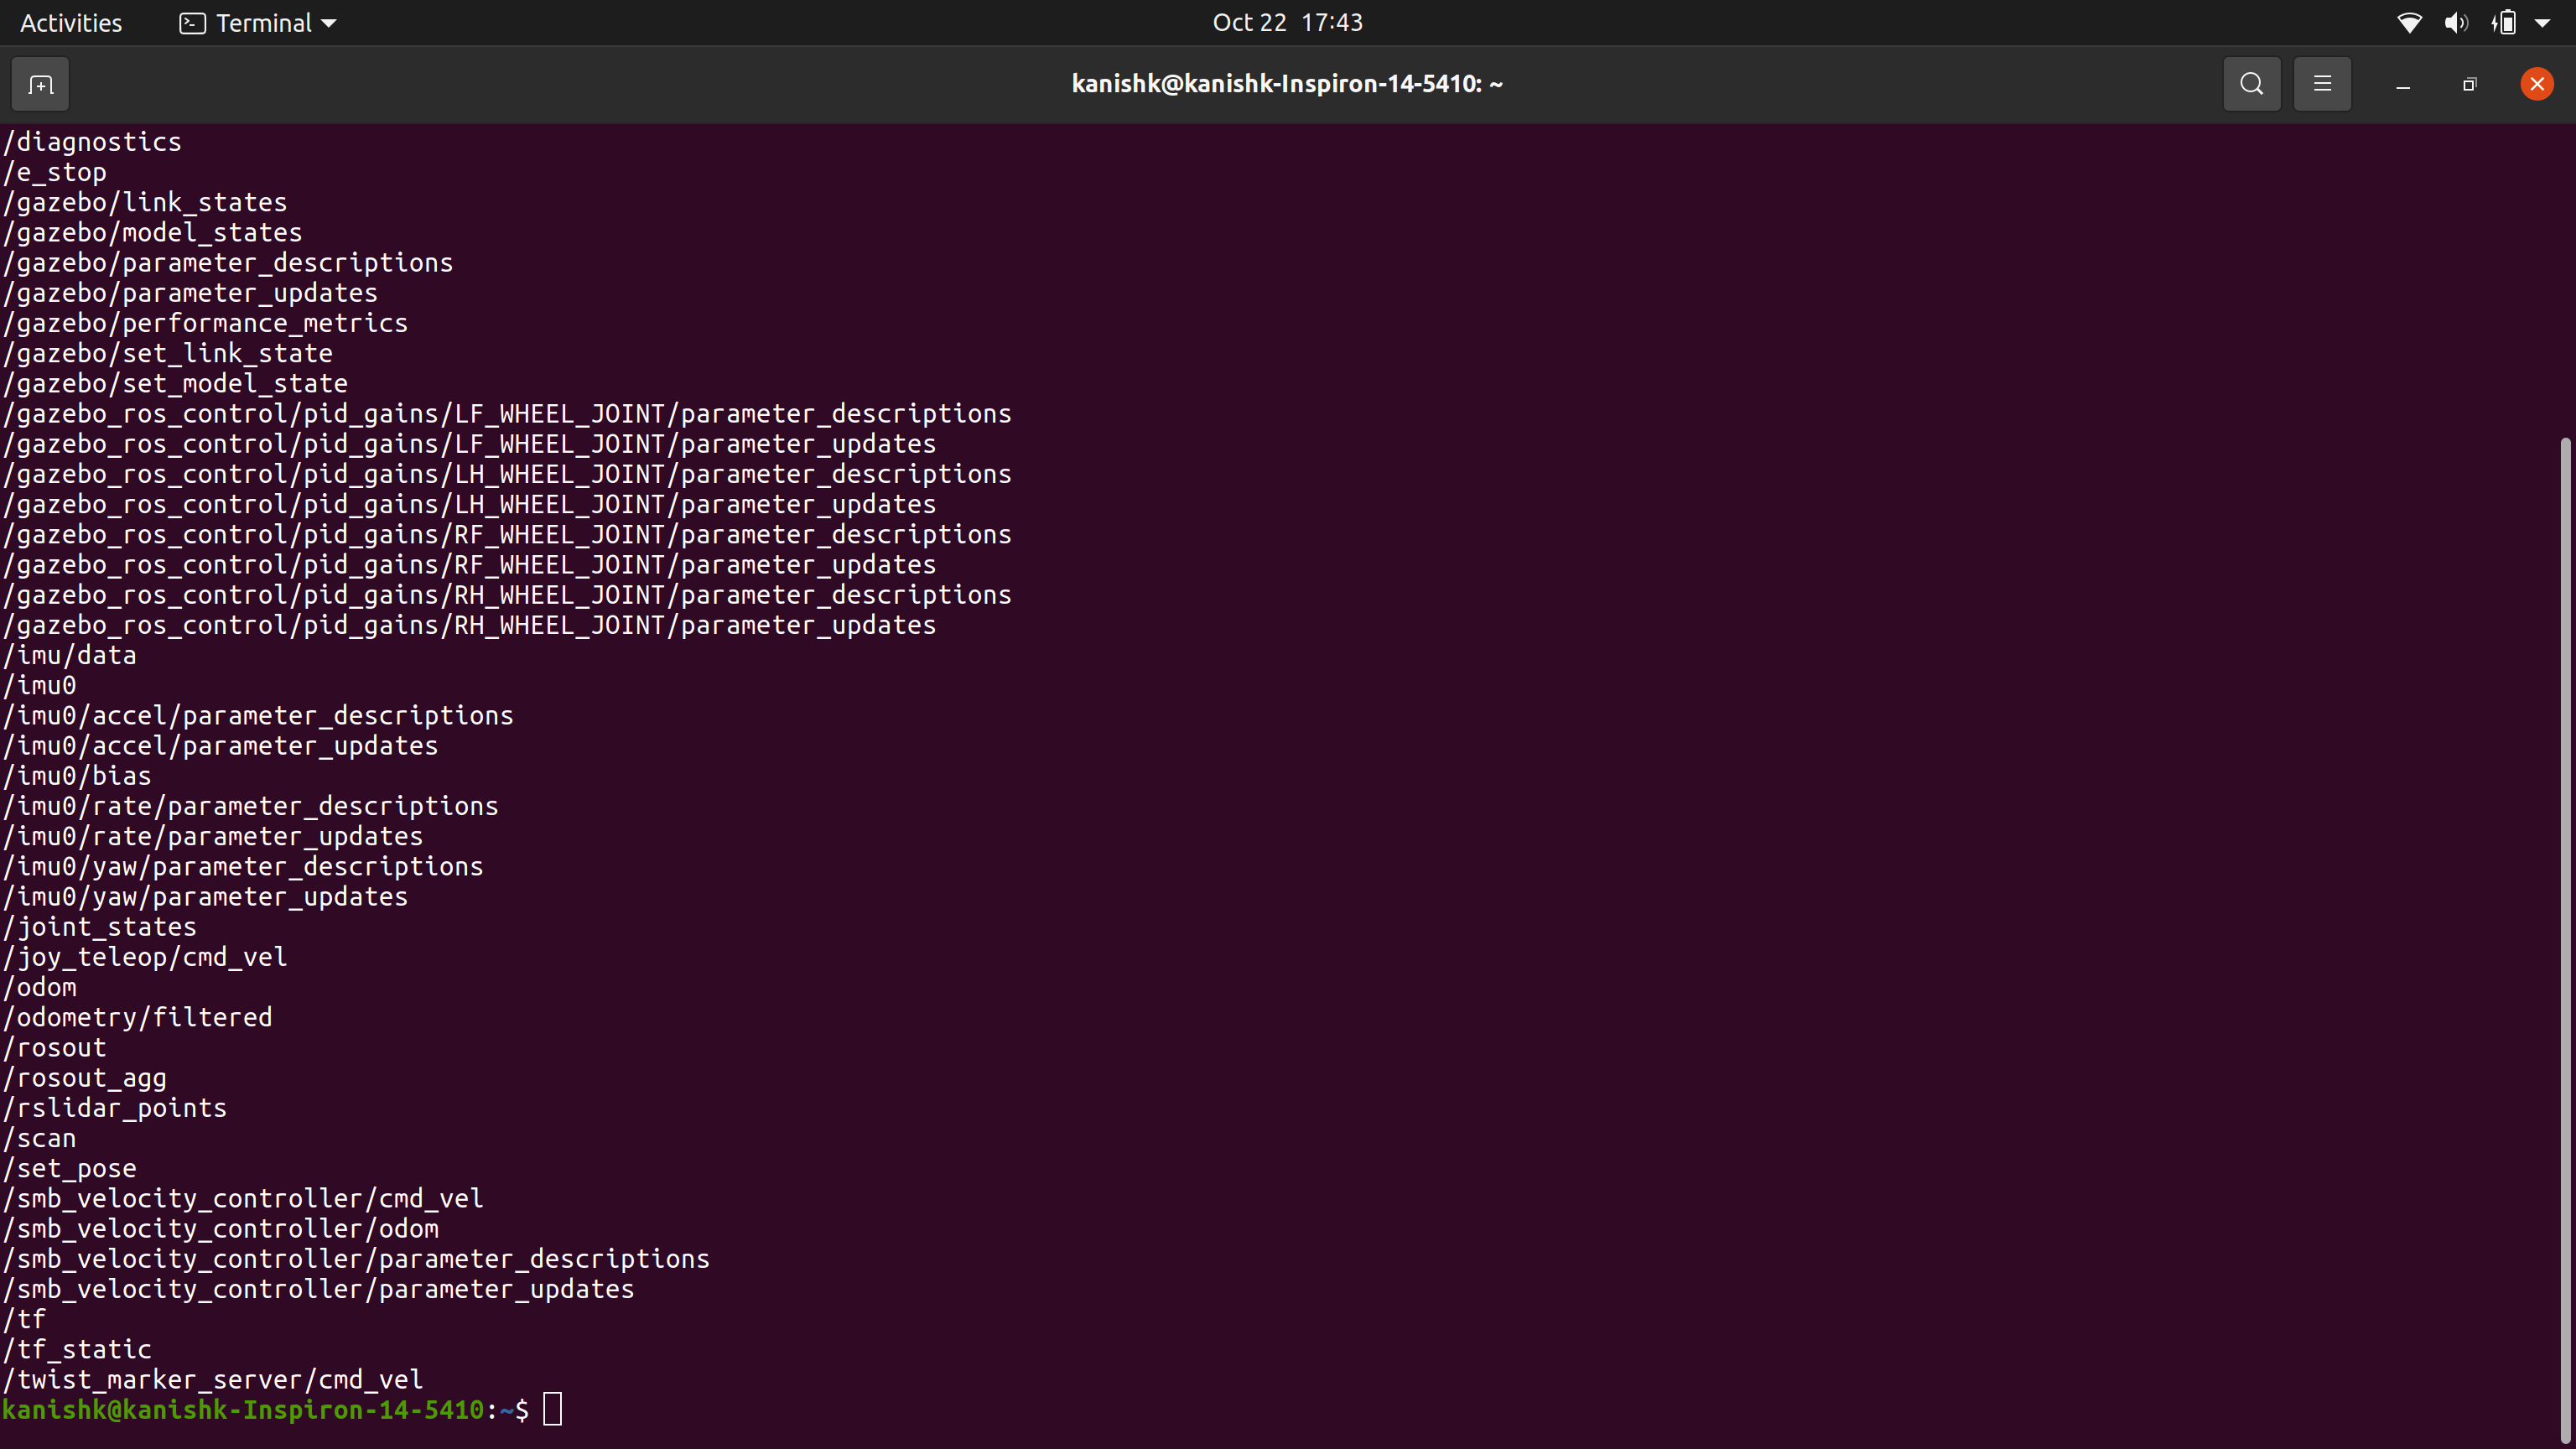 Activities Terminal Oct 22 17:43
kanishk@kanishk-Inspiron-14-5410: ~
/diagnostics
/e_stop
/gazebo/link_states
/gazebo/model_states
/gazebo/parameter_descriptions
/gazebo/parameter_updates
/gazebo/performance_metrics
/gazebo/set_link_state
/gazebo/set_model_state
/gazebo_ros_control/pid_gains/LF_WHEEL_JOINT/parameter_descriptions
/gazebo_ros_control/pid_gains/LF_WHEEL_JOINT/parameter_updates
/gazebo_ros_control/pid_gains/LH_WHEEL_JOINT/parameter_descriptions
/gazebo_ros_control/pid_gains/LH_WHEEL_JOINT/parameter_updates
/gazebo_ros_control/pid_gains/RF_WHEEL_JOINT/parameter_descriptions
/gazebo_ros_control/pid_gains/RF_WHEEL_JOINT/parameter_updates
/gazebo_ros_control/pid_gains/RH_WHEEL_JOINT/parameter_descriptions
/gazebo_ros_control/pid_gains/RH_WHEEL_JOINT/parameter_updates
/imu/data
/imu0
/imu0/accel/parameter_descriptions
/imu0/accel/parameter_updates
/imu0/bias
/imu0/rate/parameter_descriptions
/imu0/rate/parameter_updates
/imu0/yaw/parameter_descriptions
/imu0/yaw/parameter_updates
/joint_states
/joy_teleop/cmd_vel
/odom
/odometry/filtered
/rosout
/rosout_agg
/rslidar_points
/scan
/set_pose
/smb_velocity_controller/cmd_vel
/smb_velocity_controller/odom
/smb_velocity_controller/parameter_descriptions
/smb_velocity_controller/parameter_updates
/tf
/tf_static
/twist_marker_server/cmd_vel
kanishk@kanishk-Inspiron-14-5410:~$